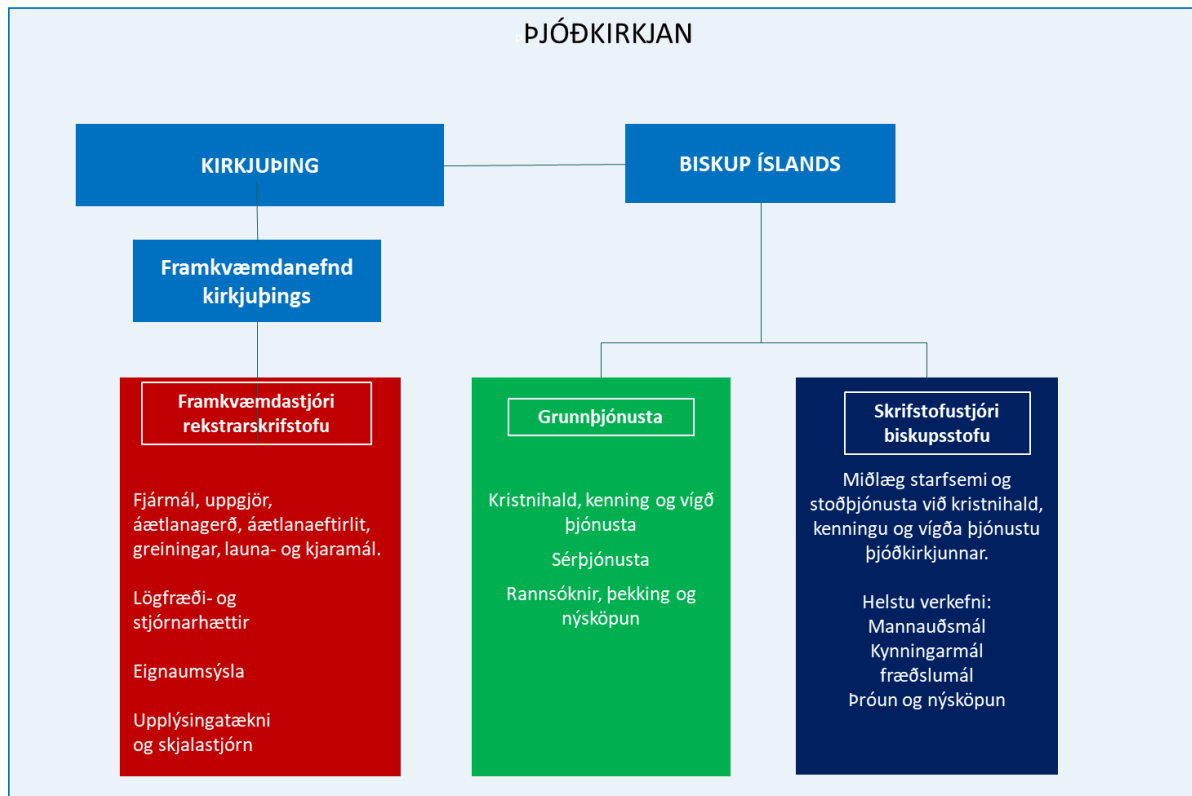 ÞJÓÐKIRKJAN
KIRKJUÞING
BISKUP ÍSLANDS
Framkvæmdanefnd
kirkjuþings
Framkvæmdastjóri
rekstrarskrifstofu
Fjármál, uppgjör,
áætlanagerð, áætlanaeftirlit,
greiningar, launa- og kjaramál.
Lögfræði- og
stjórnarhættir
Eignaumsýsla
Upplýsingatækni
og skjalastjórn
Grunnþjónusta
Kristnihald, kenning og vígð
þjónusta
Sérþjónusta
Rannsóknir, þekking og
nýsköpun
Skrifstofustjóri
biskupsstofu
Miðlæg starfsemi og
stoðþjónusta við kristnihald,
kenningu og vígða þjónustu
þjóðkirkjunnar.
Helstu verkefni:
Mannauðsmál
Kynningarmál
fræðslumál
Þróun og nýsköpun